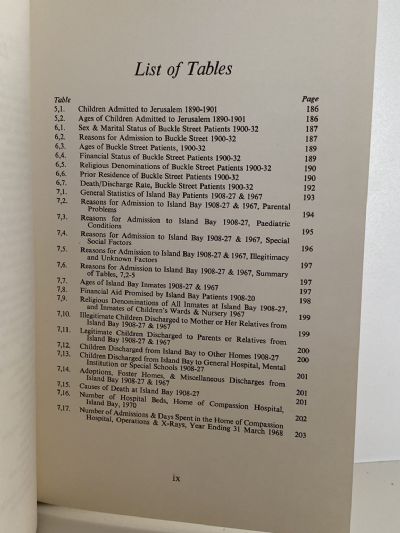 List of Tables
Table Page
5,1. Children Admitted to Jerusalem 1890-1901 186
5,2. Ages of Children Admitted to Jerusalem 1890-1901 186
6,1. Sex & Marital Status of Buckle Street Patients 1900-32 187
6,2. Reasons for Admission to Buckle Street 1900-32 187
6,3. Ages of Buckle Street Patients, 1900-32 189
6,4. Financial Status of Buckle Street Patients 1900-32 189
6,5. Religious Denominations of Buckle Street Patients 1900-32 190
6,6. Prior Residence of Buckle Street Patients 1900-32 190
6,7. Death/Discharge Rate, Buckle Street Patients 1900-32 192
7,1. General Statistics of Island Bay Patients 1908-27 & 1967 193
7,2. Reasons for Admission to Island Bay 1908-27 & 1967, Parental
Problems 194
7,3. Reasons for Admission to Island Bay 1908-27, Paediatric
Conditions 195
7,4. Reasons for Admission to Island Bay 1908-27 & 1967, Special
Social Factors 196
7,5. Reasons for Admission to Island Bay 1908-27 & 1967, Illegitimacy
and Unknown Factors 197
7,6. Reasons for Admission to Island Bay 1908-27 & 1967, Summary
of Tables, 7,2-5 197
7,7. Ages of Island Bay Inmates 1908-27 & 1967 197
7,8. Financial Aid Promised by Island Bay Patients 1908-20 198
7,9. Religious Denominations of All Inmates at Island Bay 1908-27,
and Inmates of Children's Wards & Nursery 1967 199
7,10. Illegitimate Children Discharged to Mother or Her Relatives from
Island Bay 1908-27 & 1967 199
7,11. Legitimate Children Discharged to Parents or Relatives from
Island Bay 1908-27 & 1967 200
7,12. Children Discharged from Island Bay to Other Homes 1908-27 200
7,13. Children Discharged from Island Bay to General Hospital, Mental
Institution or Special Schools 1908-27 201
7,14. Adoptions, Foster Homes, & Miscellaneous Discharges from
Island Bay 1908-27 & 1967 201
7,15. Causes of Death at Island Bay 1908-27 201
7,16. Number of Hospital Beds, Home of Compassion Hospital,
Island Bay, 1970 202
7,17. Number of Admissions & Days Spent in the Home of Compassion
Hospital, Operations & X-Rays, Year Ending 31 March 1968 203
ix